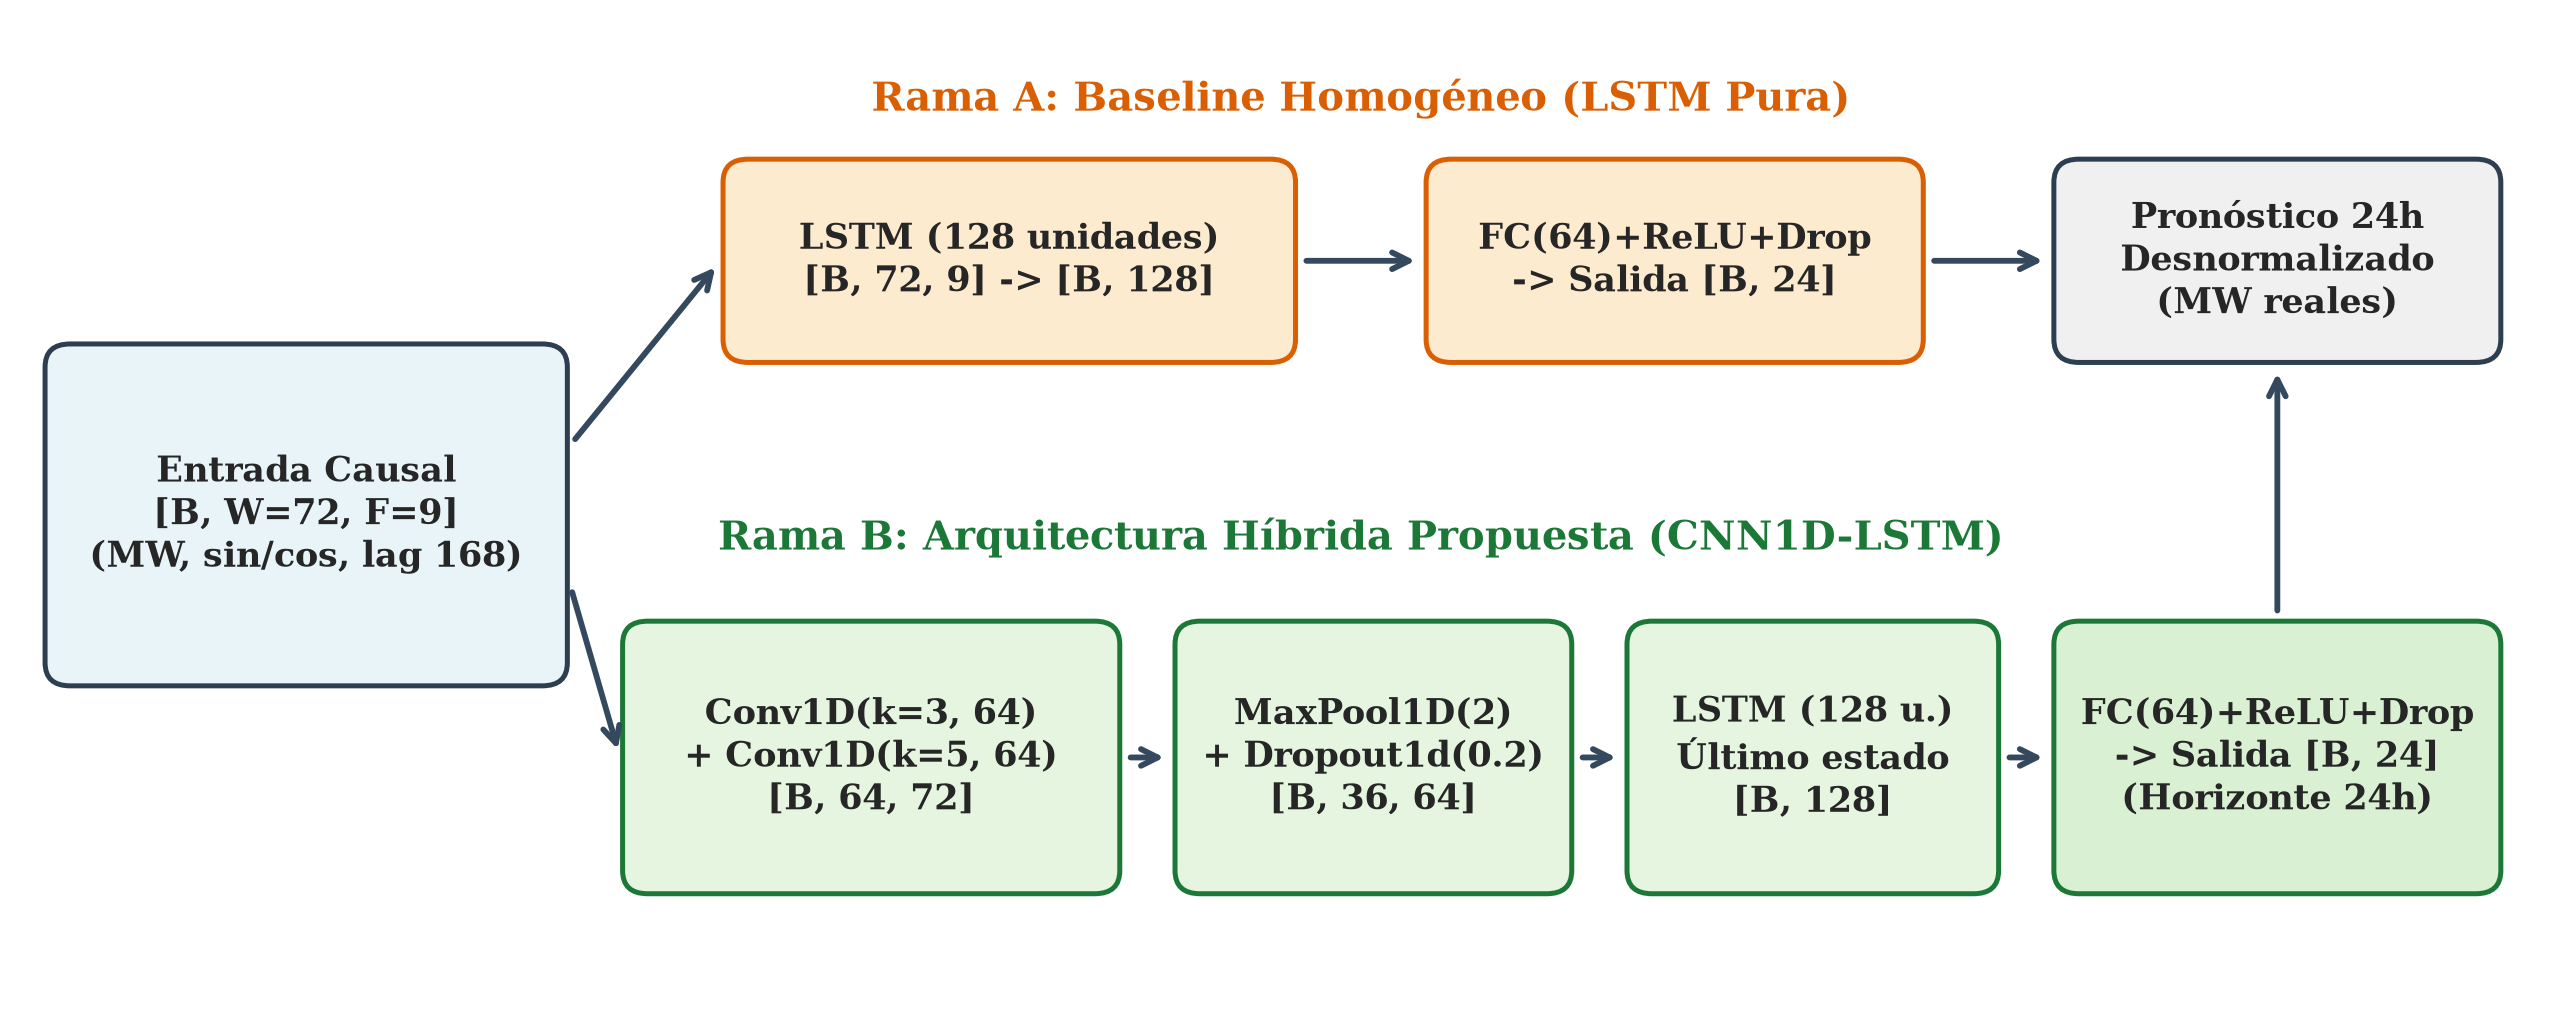 Rama A: Baseline Homogéneo (LSTM Pura)
LSTM (128 unidades)
[B, 72, 9] -> [B, 128]
FC(64)+ReLU+Drop
-> Salida [B, 24]
Pronóstico 24h
Desnormalizado
(MW reales)
Entrada Causal
[B, W=72, F=9]
(MW, sin/cos, lag 168)
Rama B: Arquitectura Híbrida Propuesta (CNN1D-LSTM)
Conv1D(k=3, 64)
+ Conv1D(k=5, 64)
[B, 64, 72]
MaxPool1D(2)
+ Dropout1d(0.2)
[B, 36, 64]
LSTM (128 u.)
Último estado
[B, 128]
FC(64)+ReLU+Drop
-> Salida [B, 24]
(Horizonte 24h)